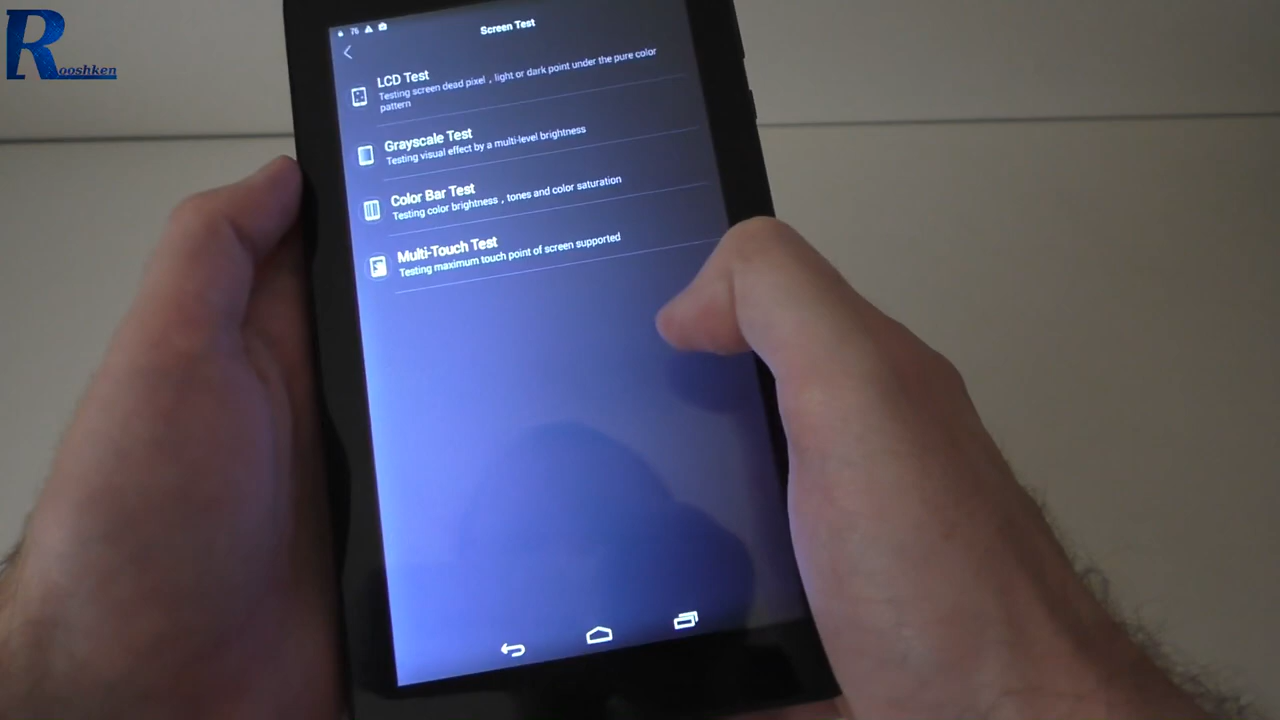 Rooshken
76
Screen Test
LCD Test
Testing screen dead pixel , light or dark point under the pure color
pattern
Grayscale Test
Testing visual effect by a multi-level brightness
Color Bar Test
Testing color brightness , tones and color saturation
Multi-Touch Test
Testing maximum touch point of screen supported